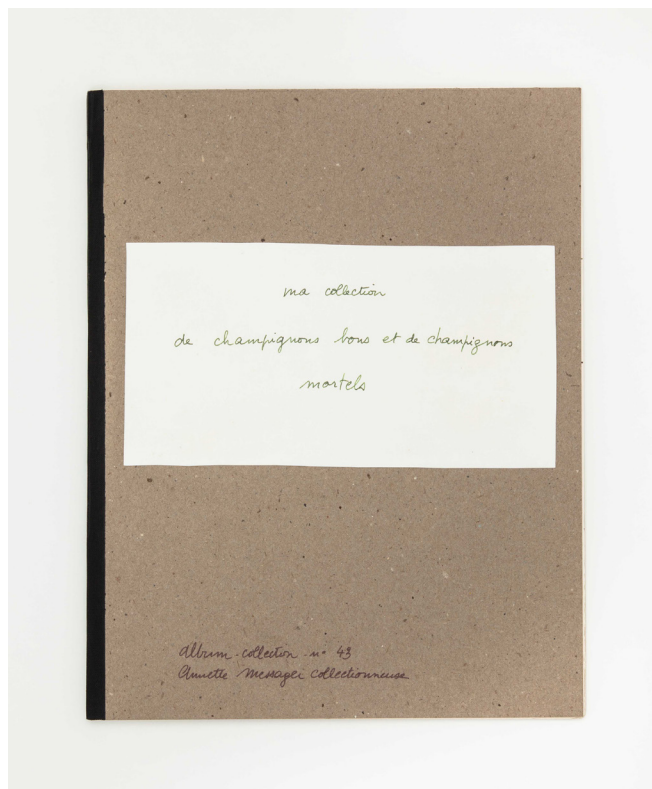 ma collection
de champignons bons et de champignons
mortels
album-collection-n° 43
Annette Messager collectionneuse